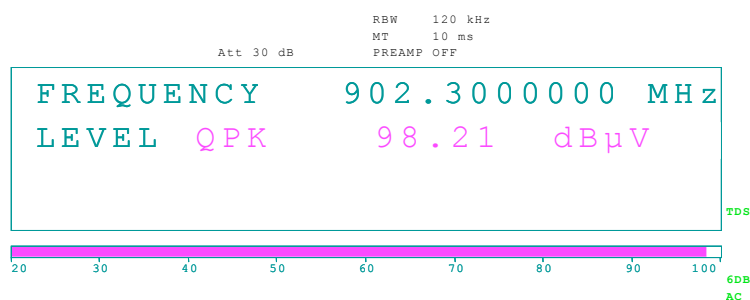 RBW 120 kHz
MT 10 ms
Att 30 dB PREAMP OFF
FREQUENCY 902.3000000 MHz
LEVEL QPK 98.21 dBµV
TDS
20 30 40 50 60 70 80 90 100
6DB
AC